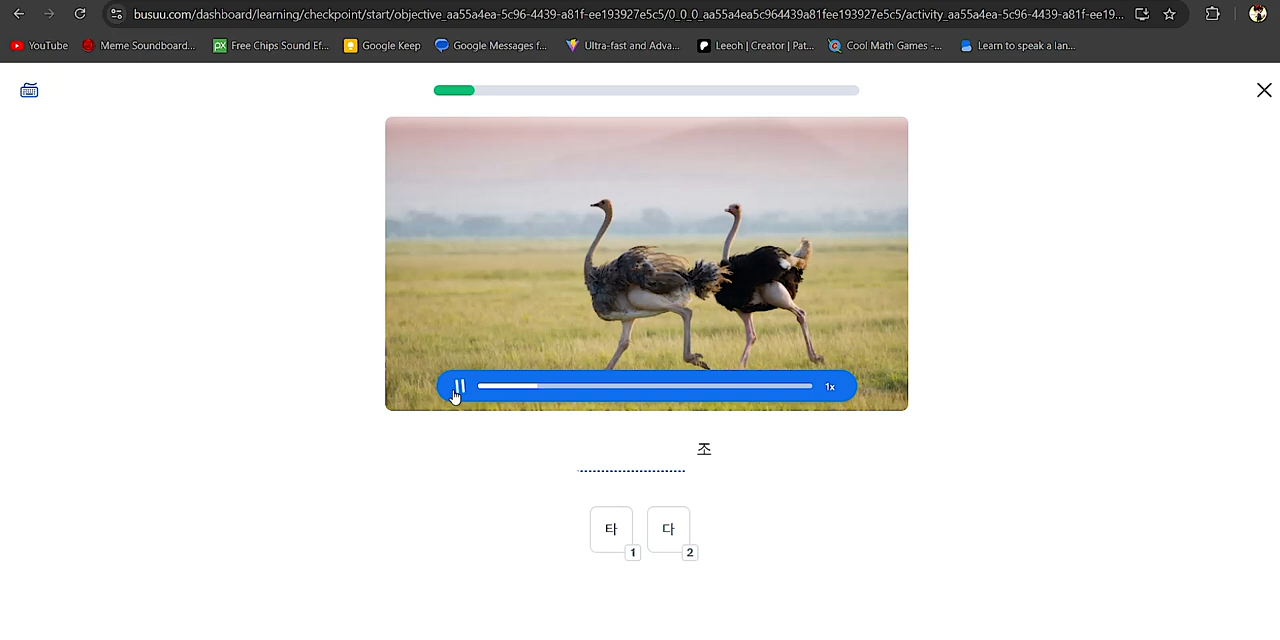 busuu.com/dashboard/learning/checkpoint/start/objective_aa55a4ea-5c96-4439-a81f-ee193927e5c5/0_0_0_aa55a4ea5c964439a81fee193927e5c5/activity_aa55a4ea-5c96-4439-a81f-ee19...
YouTube Meme Soundboard... PX Free Chips Sound Ef... Google Keep Google Messages f... Ultra-fast and Adva... Leeoh | Creator | Pat... Cool Math Games -... Learn to speak a lan...
1x
조
타 다
1 2